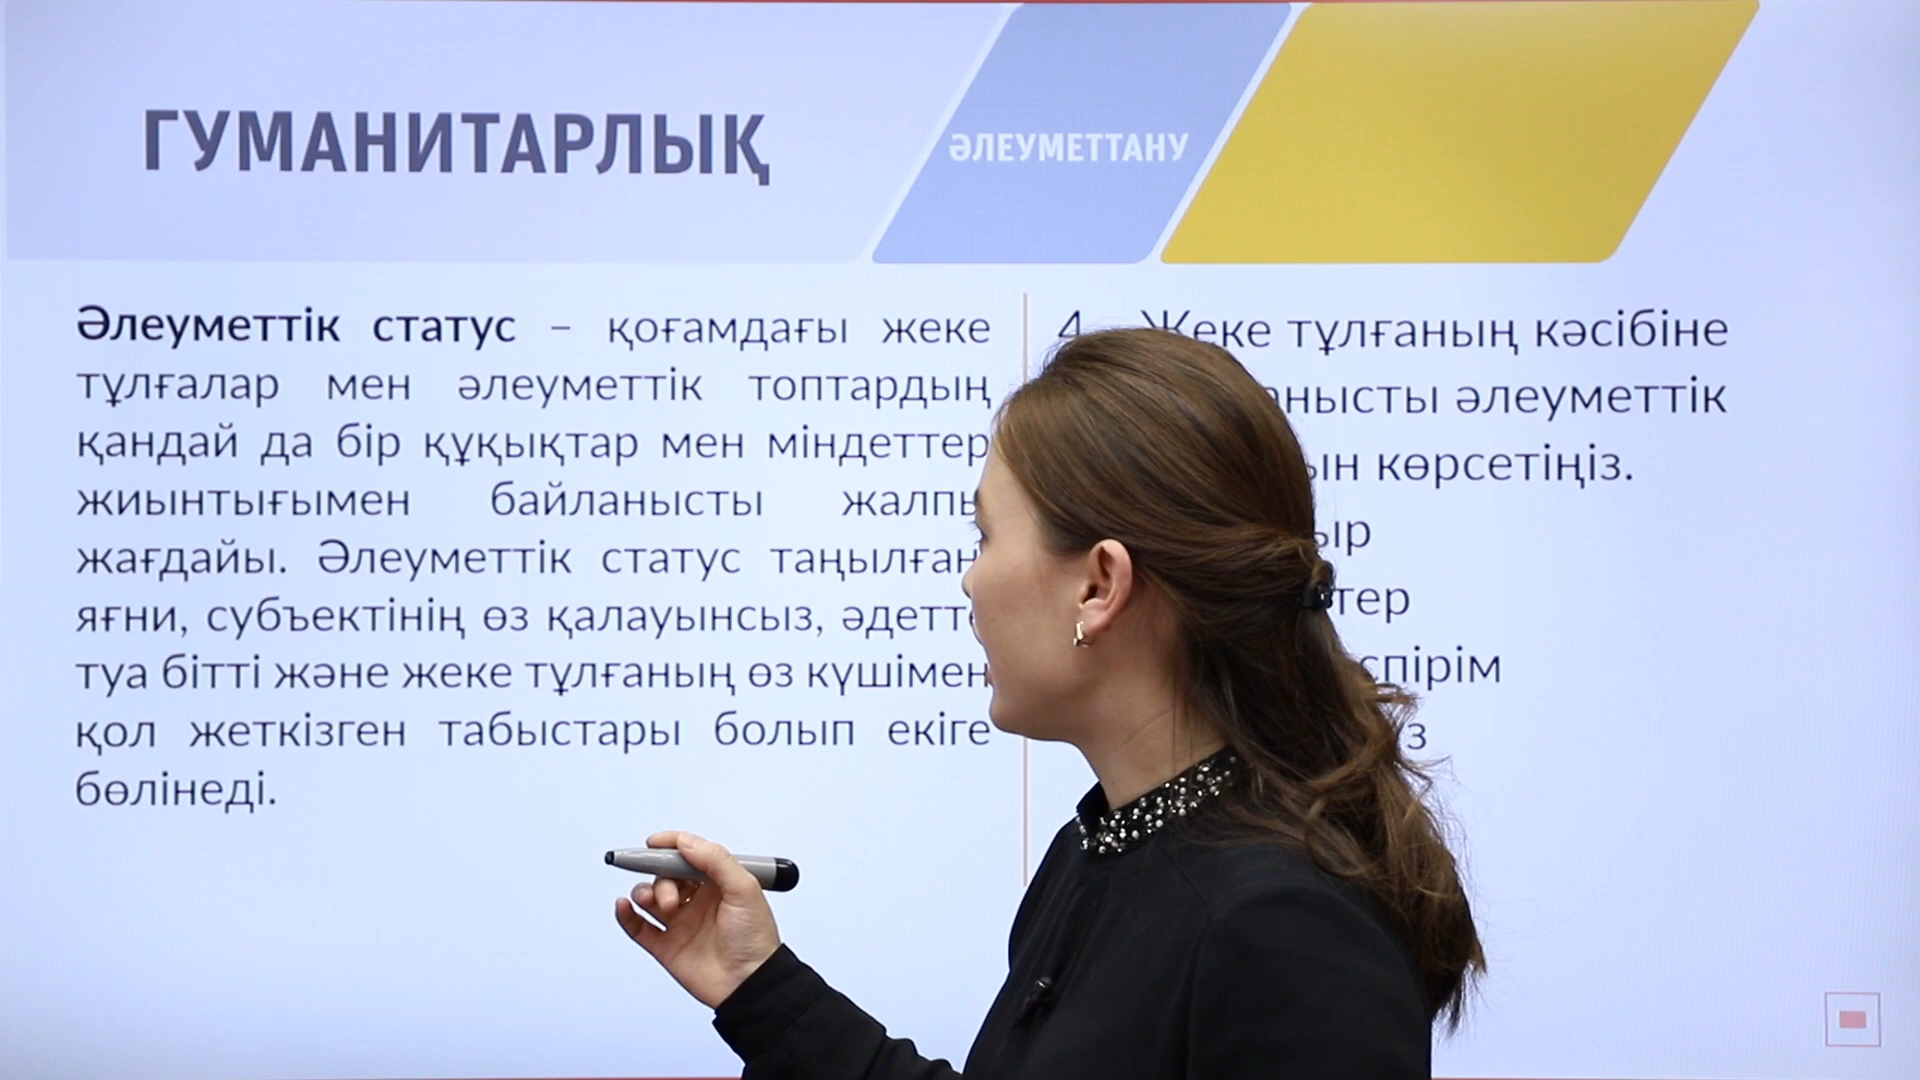 ГУМАНИТАРЛЫҚ
ӘЛЕУМЕТТАНУ
Әлеуметтік статус – қоғамдағы жеке
тұлғалар мен әлеуметтік топтардың
қандай да бір құқықтар мен міндеттер
жиынтығымен байланысты жалпы
жағдайы. Әлеуметтік статус таңылған
яғни, субъектінің өз қалауынсыз, әдетте
туа бітті және жеке тұлғаның өз күшімен
қол жеткізген табыстары болып екіге
бөлінеді.
4. Жеке тұлғаның кәсібіне
әлеуметтік
көрсетіңіз.